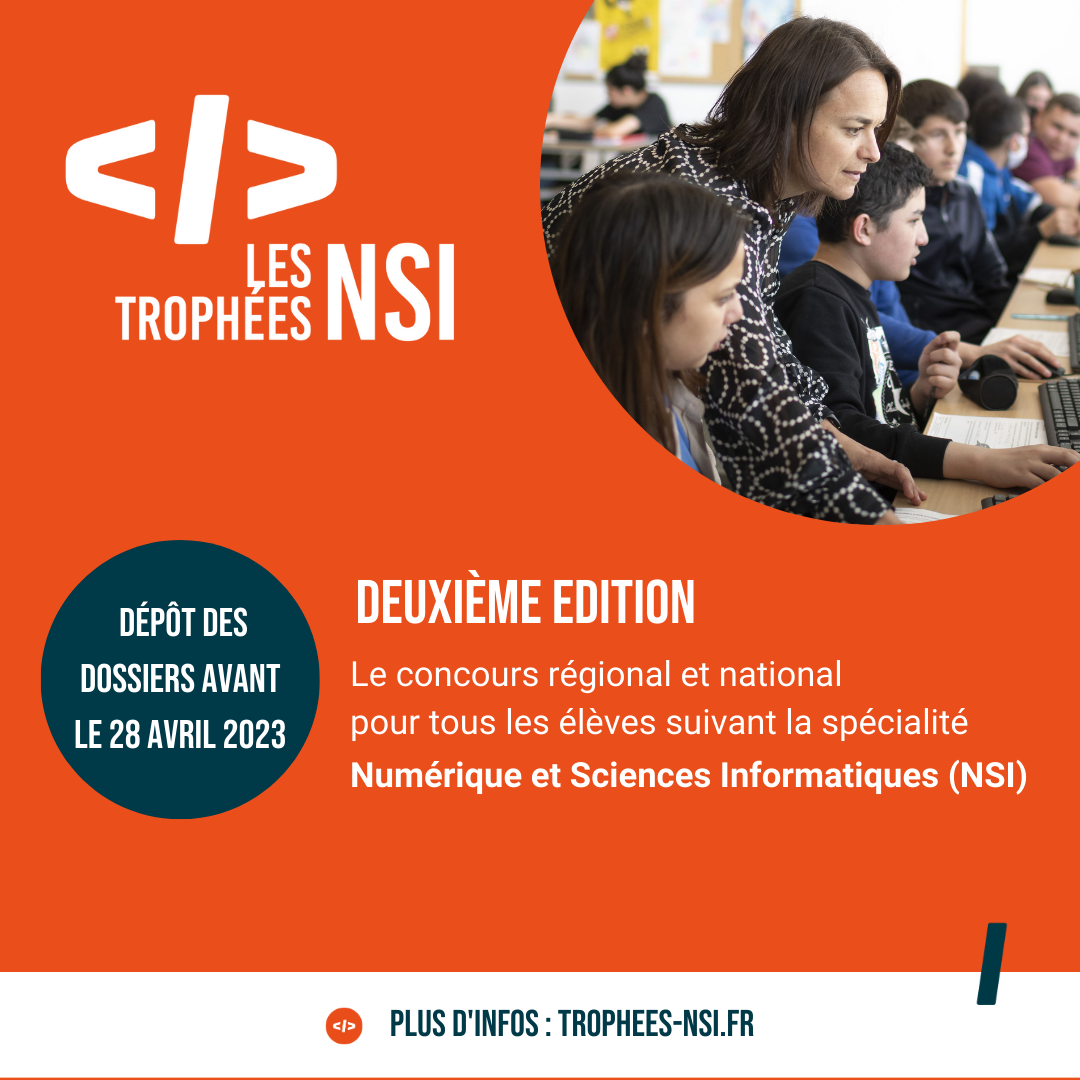 </>
LES
TROPHÉES NSI
DÉPÔT DES
DOSSIERS AVANT
LE 28 AVRIL 2023
DEUXIÈME EDITION
Le concours régional et national
pour tous les élèves suivant la spécialité
Numérique et Sciences Informatiques (NSI)
</> PLUS D'INFOS : TROPHEES-NSI.FR